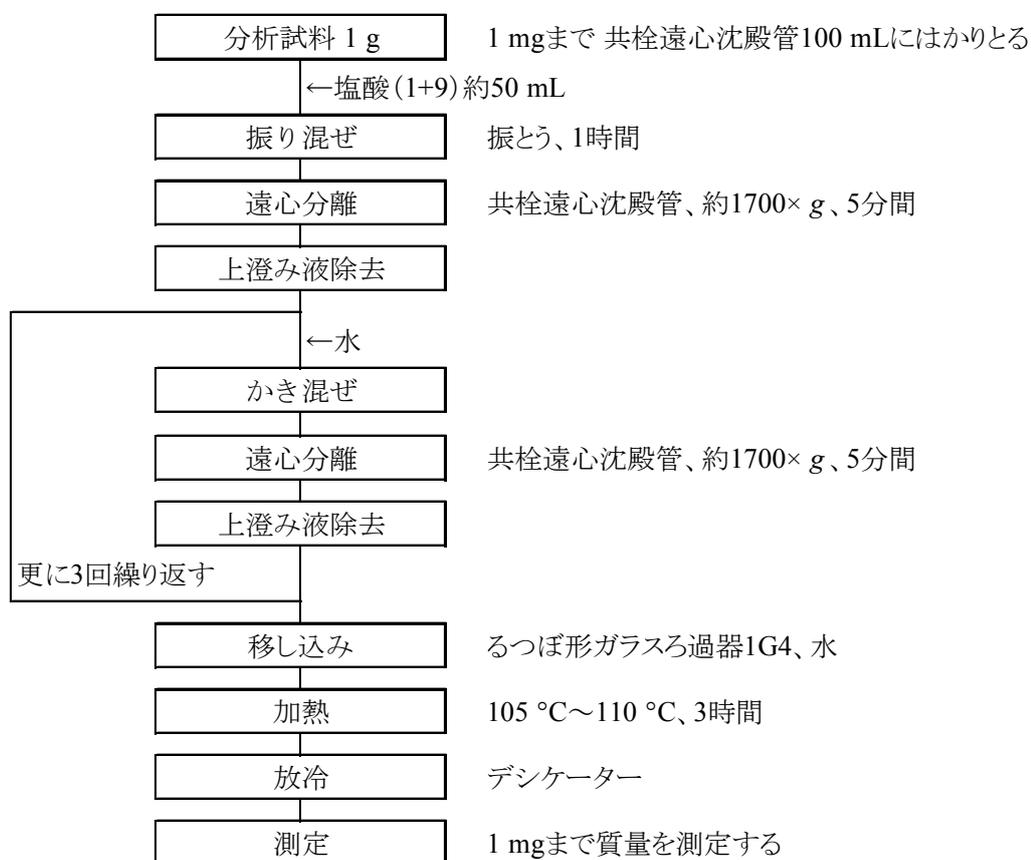 分析試料 1 g 1 mgまで 共栓遠心沈殿管100 mLにはかりとる
←塩酸（1+9）約50 mL
振り混ぜ 振とう、1時間
遠心分離 共栓遠心沈殿管、約1700× g 、5分間
上澄み液除去
←水
かき混ぜ
遠心分離 共栓遠心沈殿管、約1700× g 、5分間
上澄み液除去
更に3回繰り返す
移し込み るつぼ形ガラスろ過器1G4、水
加熱 105 °C～110 °C、3時間
放冷 デシケーター
測定 1 mgまで質量を測定する